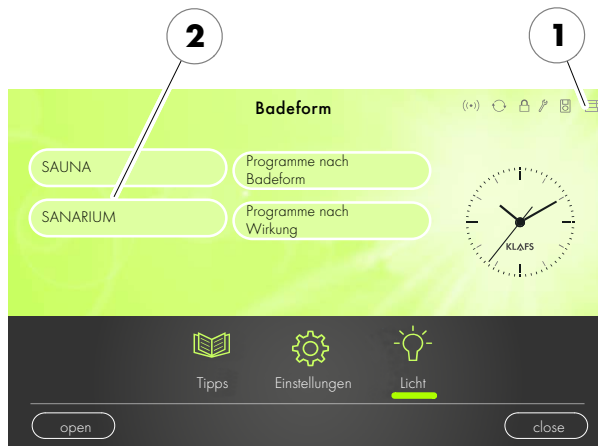 2
1
Badeform
SAUNA
Programme nach
Badeform
SANARIUM
Programme nach
Wirkung
KLAFS
Tipps
Einstellungen
Licht
open
close